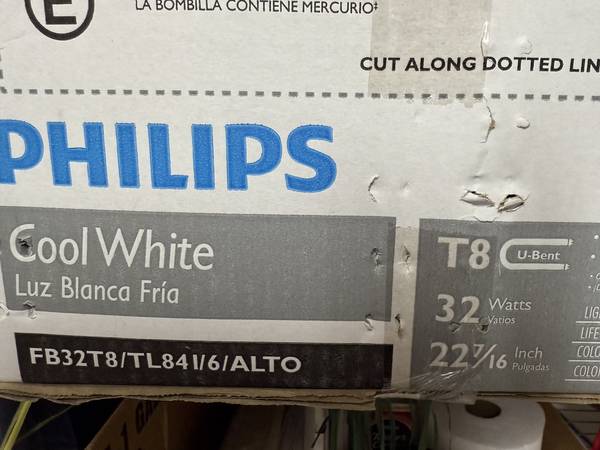 E
LA BOMBILLA CONTIENE MERCURIO‡
CUT ALONG DOTTED LIN
PHILIPS
Cool White
Luz Blanca Fría
FB32T8/TL841/6/ALTO
T8 U-Bent
32 Watts
Vatios
22 7/16 Inch
Pulgadas
LIG
LIFE
COLO
COLO